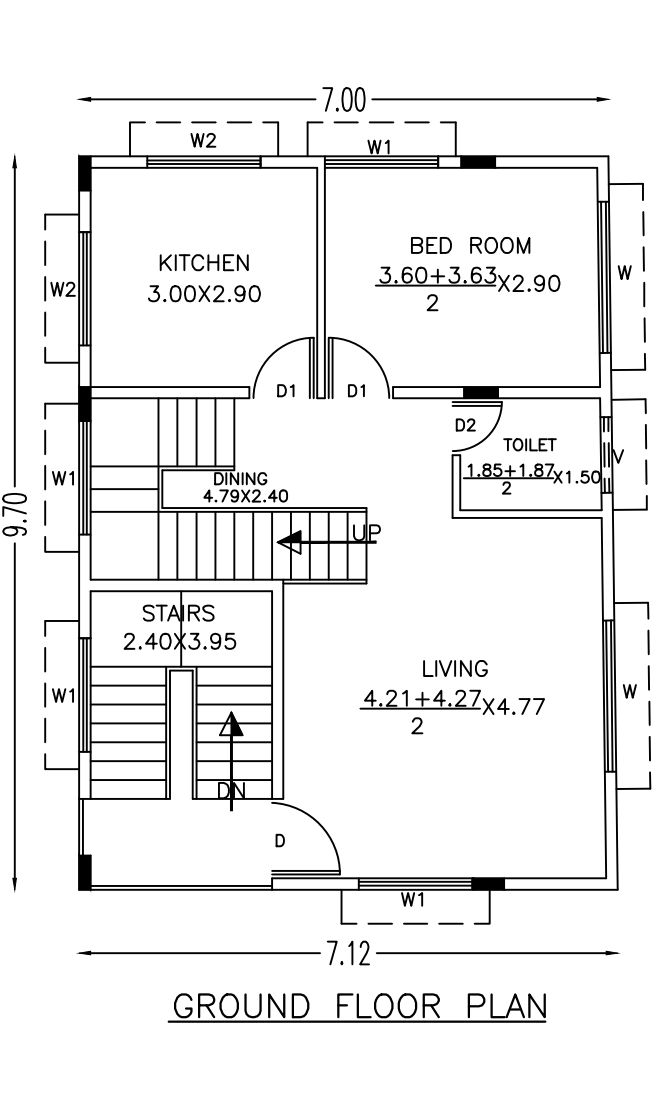 7.00
W2
W1
KITCHEN
3.00X2.90
BED ROOM
3.60+3.63
2
X2.90
W
W2
D1
D1
D2
TOILET
1.85+1.87
2
X1.50
V
W1
DINING
4.79X2.40
9.70
UP
STAIRS
2.40X3.95
LIVING
4.21+4.27
2
X4.77
W1
W
DN
D
W1
7.12
GROUND FLOOR PLAN